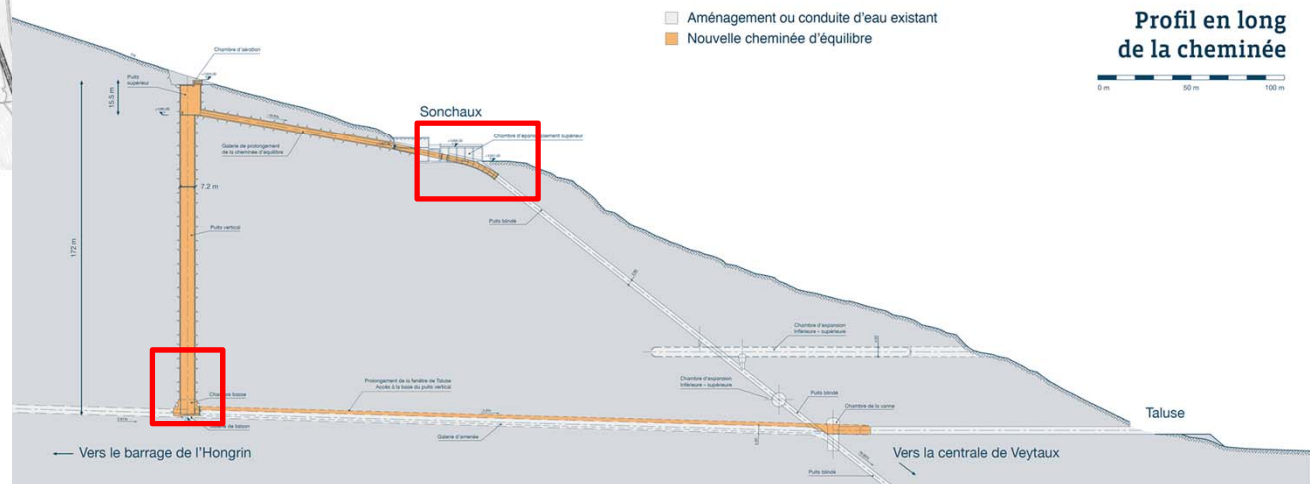 Aménagement ou conduite d'eau existant
Nouvelle cheminée d'équilibre
Profil en long
de la cheminée
0 m
50 m
100 m
Chambre d'aération
Puits
supérieur
15.5 m
Sonchaux
Chambre d'épanouissement supérieur
Galerie de prolongement
de la cheminée d'équilibre
7.2 m
Puits blindé
Puits vertical
172 m
Chambre d'expansion
Inférieure – supérieure
Chambre d'expansion
Inférieure – supérieure
Prolongement de la fenêtre de Taluse
Accès à la base du puits vertical
Puits blindé
Chambre basse
Chambre de la canne
Taluse
Galerie de liaison
Galerie d'amenée
← Vers le barrage de l'Hongrin
Vers la centrale de Veytaux
Puits blindé